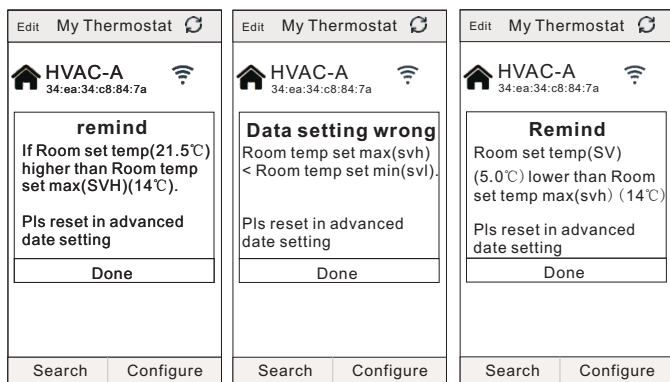 Edit My Thermostat
HVAC-A
34:ea:34:c8:84:7a
remind
If Room set temp(21.5℃)
higher than Room temp
set max(SVH)(14℃).
Pls reset in advanced
date setting
Done
Search Configure
Edit My Thermostat
HVAC-A
34:ea:34:c8:84:7a
Data setting wrong
Room temp set max(svh)
< Room temp set min(svl).
Pls reset in advanced
date setting
Done
Search Configure
Edit My Thermostat
HVAC-A
34:ea:34:c8:84:7a
Remind
Room set temp(SV)
(5.0℃) lower than Room
set temp max(svh) (14℃)
Pls reset in advanced
date setting
Done
Search Configure